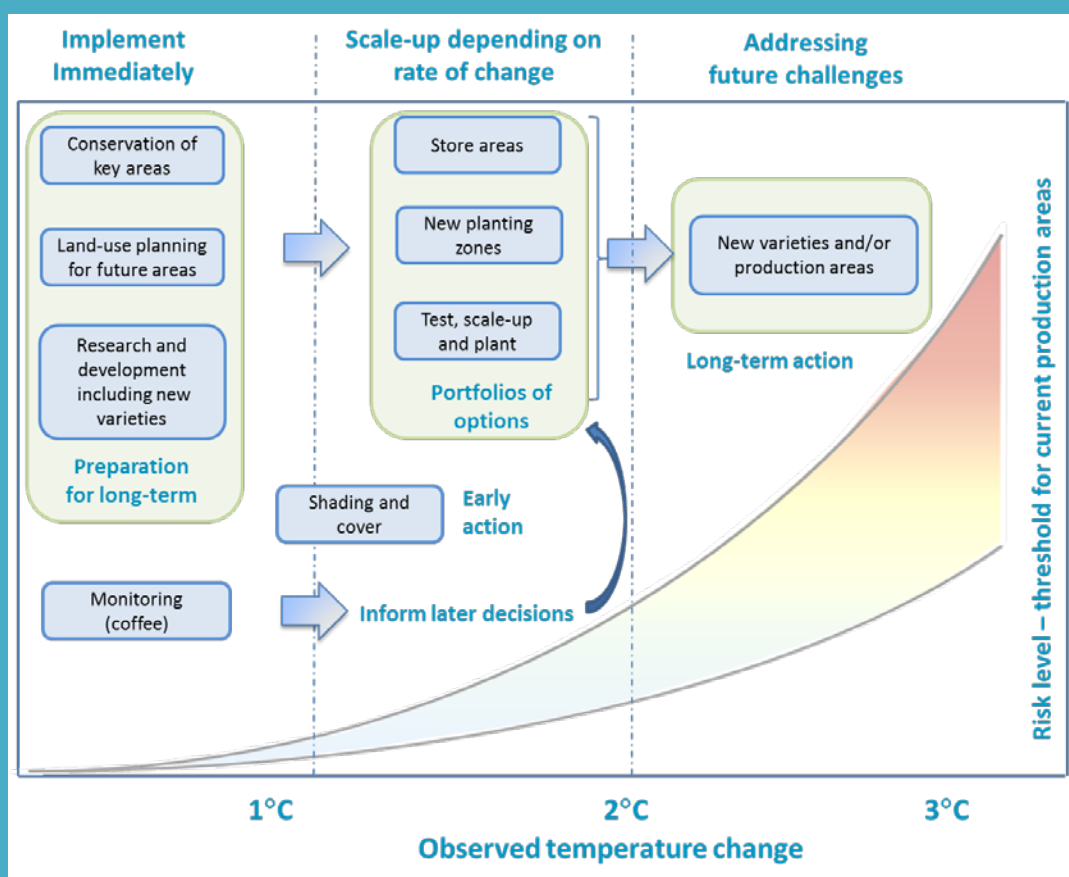 Implement
Immediately
Scale-up depending on
rate of change
Addressing
future challenges
Conservation of
key areas
Land-use planning
for future areas
Research and
development
including new
varieties
Preparation
for long-term
Store areas
New planting
zones
Test, scale-up
and plant
Portfolios of
options
New varieties and/or
production areas
Long-term action
Shading and
cover
Early
action
Monitoring
(coffee)
Inform later decisions
Risk level – threshold for current production areas
1°C
2°C
3°C
Observed temperature change